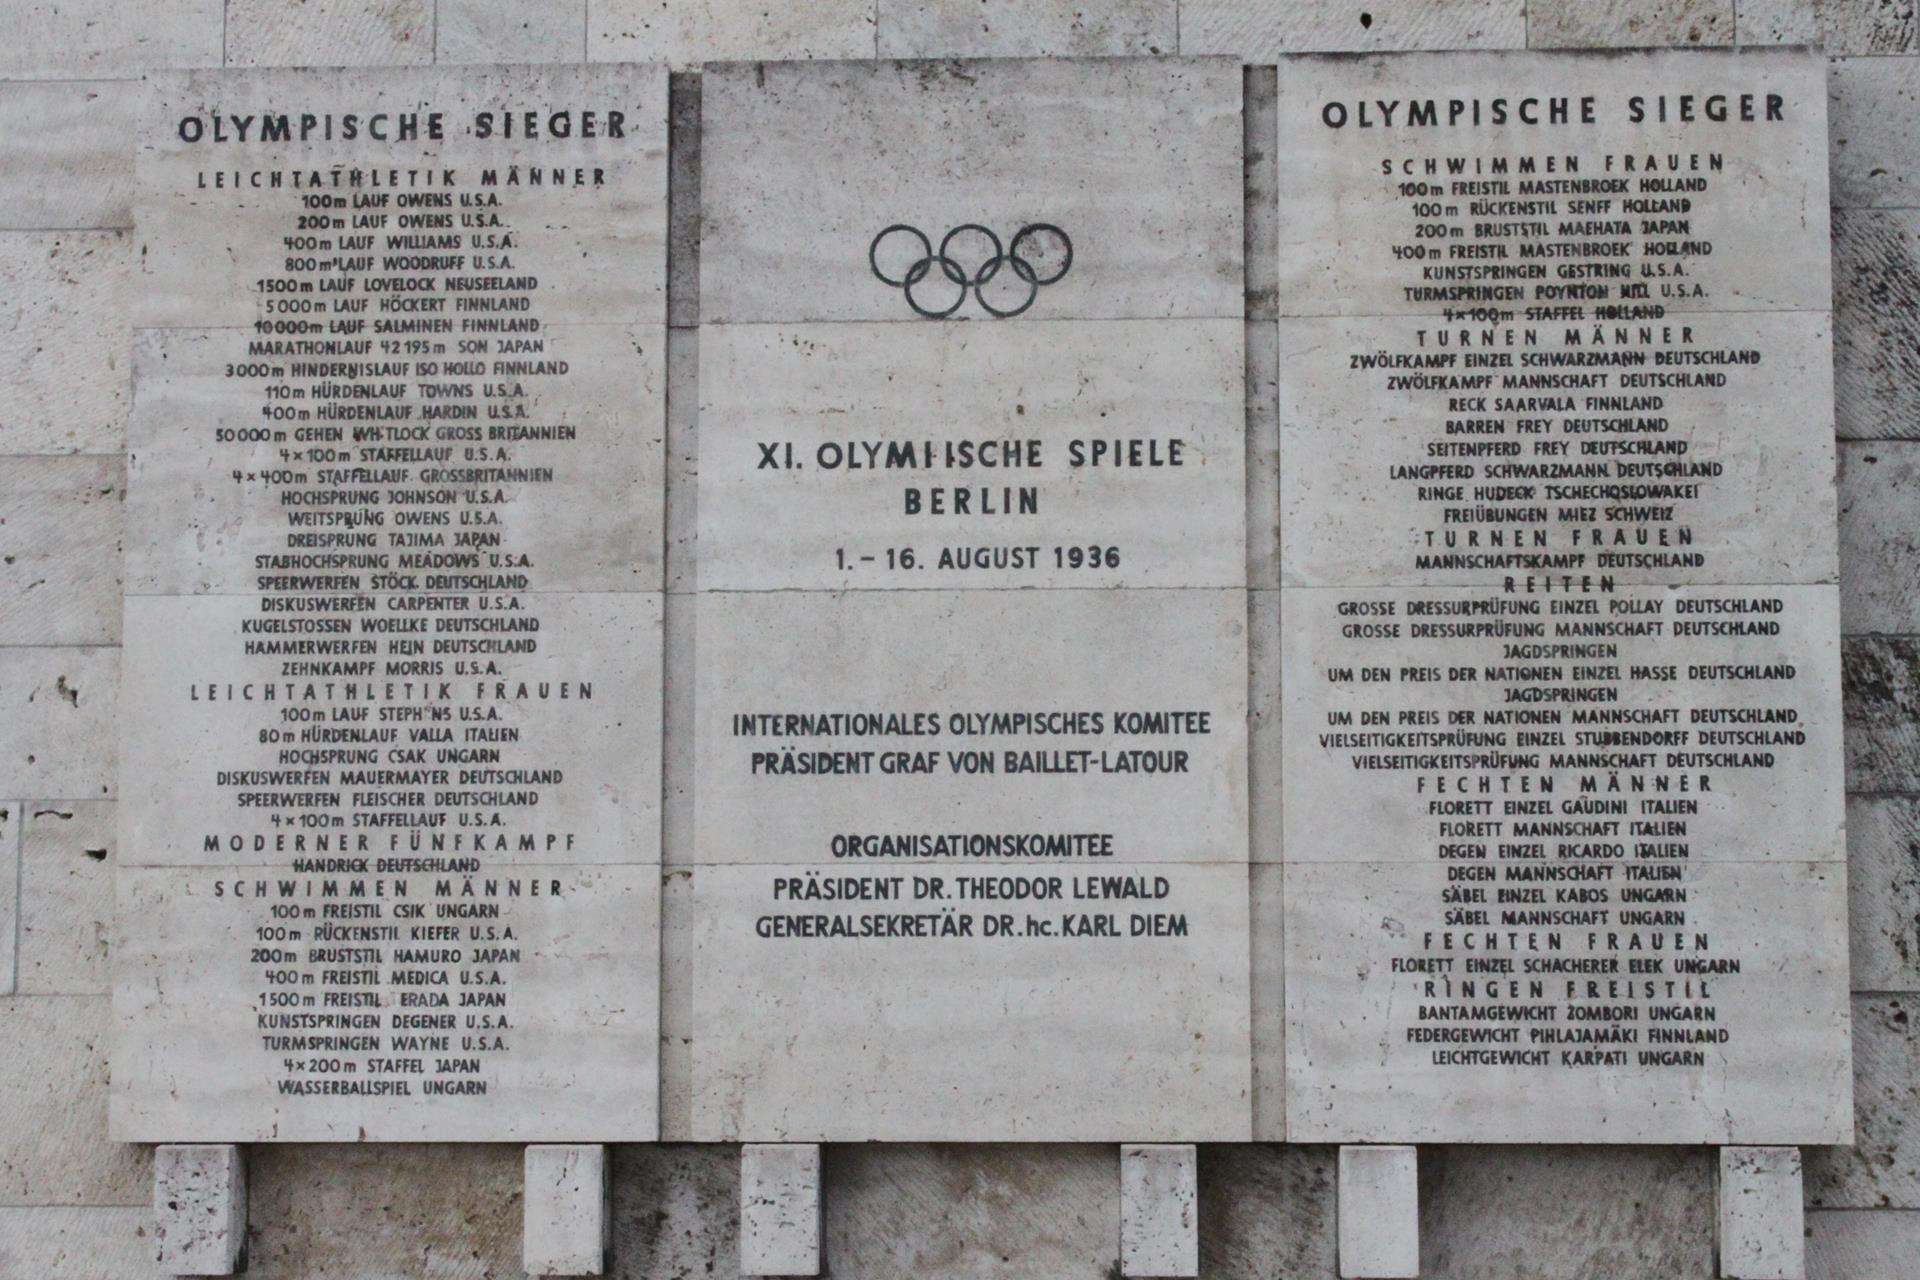 OLYMPISCHE SIEGER
LEICHTATHLETIK MÄNNER
100m LAUF OWENS U.S.A.
200m LAUF OWENS U.S.A.
400m LAUF WILLIAMS U.S.A.
800m LAUF WOODRUFF U.S.A.
1500m LAUF LOVELOCK NEUSEELAND
5000m LAUF HÖCKERT FINNLAND
10000m LAUF SALMINEN FINNLAND
MARATHONLAUF 42195m SON JAPAN
3000m HINDERNISLAUF ISO HOLLO FINNLAND
110m HÜRDENLAUF TOWNS U.S.A.
400m HÜRDENLAUF HARDIN U.S.A.
50000m GEHEN WHITLOCK GROSS BRITANNIEN
4×100m STAFFELLAUF U.S.A.
4×400m STAFFELLAUF GROSSBRITANNIEN
HOCHSPRUNG JOHNSON U.S.A.
WEITSPRUNG OWENS U.S.A.
DREISPRUNG TAJIMA JAPAN
STABHOCHSPRUNG MEADOWS U.S.A.
SPEERWERFEN STÖCK DEUTSCHLAND
DISKUSWERFEN CARPENTER U.S.A.
KUGELSTOSSEN WOELLKE DEUTSCHLAND
HAMMERWERFEN HEIN DEUTSCHLAND
ZEHNKAMPF MORRIS U.S.A.
LEICHTATHLETIK FRAUEN
100m LAUF STEPHENS U.S.A.
80m HÜRDENLAUF VALLA ITALIEN
HOCHSPRUNG CSAK UNGARN
DISKUSWERFEN MAUERMAYER DEUTSCHLAND
SPEERWERFEN FLEISCHER DEUTSCHLAND
4×100m STAFFELLAUF U.S.A.
MODERNER FÜNFKAMPF
HANDRICK DEUTSCHLAND
SCHWIMMEN MÄNNER
100m FREISTIL CSIK UNGARN
100m RÜCKENSTIL KIEFER U.S.A.
200m BRUSTSTIL HAMURO JAPAN
400m FREISTIL MEDICA U.S.A.
1500m FREISTIL ERADA JAPAN
KUNSTSPRINGEN DEGENER U.S.A.
TURMSPRINGEN WAYNE U.S.A.
4×200m STAFFEL JAPAN
WASSERBALLSPIEL UNGARN
XI. OLYMPISCHE SPIELE
BERLIN
1.–16. AUGUST 1936
INTERNATIONALES OLYMPISCHES KOMITEE
PRÄSIDENT GRAF VON BAILLET-LATOUR
ORGANISATIONSKOMITEE
PRÄSIDENT DR. THEODOR LEWALD
GENERALSEKRETÄR DR. hc. KARL DIEM
OLYMPISCHE SIEGER
SCHWIMMEN FRAUEN
100m FREISTIL MASTENBROEK HOLLAND
100m RÜCKENSTIL SENFF HOLLAND
200m BRUSTSTIL MAEHATA JAPAN
400m FREISTIL MASTENBROEK HOLLAND
KUNSTSPRINGEN GESTRING U.S.A.
TURMSPRINGEN POYNTON HILL U.S.A.
4×100m STAFFEL HOLLAND
TURNEN MÄNNER
ZWÖLFKAMPF EINZEL SCHWARZMANN DEUTSCHLAND
ZWÖLFKAMPF MANNSCHAFT DEUTSCHLAND
RECK SAARVALA FINNLAND
BARREN FREY DEUTSCHLAND
SEITENPFERD FREY DEUTSCHLAND
LANGPFERD SCHWARZMANN DEUTSCHLAND
RINGE HUDECK TSCHECHOSLOWAKEI
FREIÜBUNGEN MIEZ SCHWEIZ
TURNEN FRAUEN
MANNSCHAFTSKAMPF DEUTSCHLAND
REITEN
GROSSE DRESSURPRÜFUNG EINZEL POLLAY DEUTSCHLAND
GROSSE DRESSURPRÜFUNG MANNSCHAFT DEUTSCHLAND
JAGDSPRINGEN
UM DEN PREIS DER NATIONEN EINZEL HASSE DEUTSCHLAND
JAGDSPRINGEN
UM DEN PREIS DER NATIONEN MANNSCHAFT DEUTSCHLAND
VIELSEITIGKEITSPRÜFUNG EINZEL STUBBENDORFF DEUTSCHLAND
VIELSEITIGKEITSPRÜFUNG MANNSCHAFT DEUTSCHLAND
FECHTEN MÄNNER
FLORETT EINZEL GAUDINI ITALIEN
FLORETT MANNSCHAFT ITALIEN
DEGEN EINZEL RICARDO ITALIEN
DEGEN MANNSCHAFT ITALIEN
SÄBEL EINZEL KABOS UNGARN
SÄBEL MANNSCHAFT UNGARN
FECHTEN FRAUEN
FLORETT EINZEL SCHACHERER ELEK UNGARN
RINGEN FREISTIL
BANTAMGEWICHT ZOMBORI UNGARN
FEDERGEWICHT PIHLAJAMÄKI FINNLAND
LEICHTGEWICHT KARPATI UNGARN